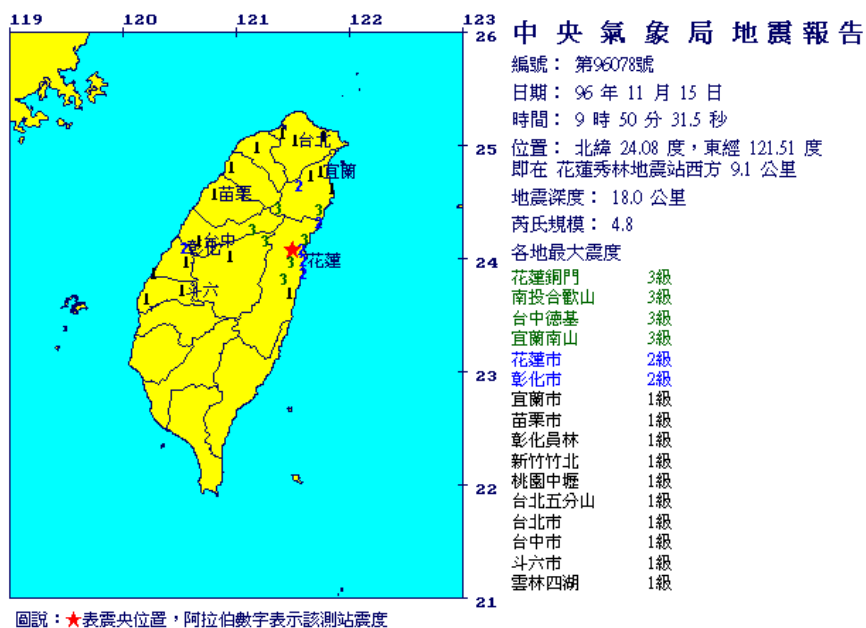 119 120 121 122 123
26
25
24
23
22
21
台北
宜蘭
苗栗
台中
彰化
花蓮
斗六
圖說：★表震央位置，阿拉伯數字表示該測站震度
中央氣象局地震報告
編號： 第96078號
日期： 96 年 11 月 15 日
時間： 9 時 50 分 31.5 秒
位置： 北緯 24.08 度，東經 121.51 度
即在 花蓮秀林地震站西方 9.1 公里
地震深度： 18.0 公里
芮氏規模： 4.8
各地最大震度
花蓮銅門 3級
南投合歡山 3級
台中德基 3級
宜蘭南山 3級
花蓮市 2級
彰化市 2級
宜蘭市 1級
苗栗市 1級
彰化員林 1級
新竹竹北 1級
桃園中壢 1級
台北五分山 1級
台北市 1級
台中市 1級
斗六市 1級
雲林四湖 1級